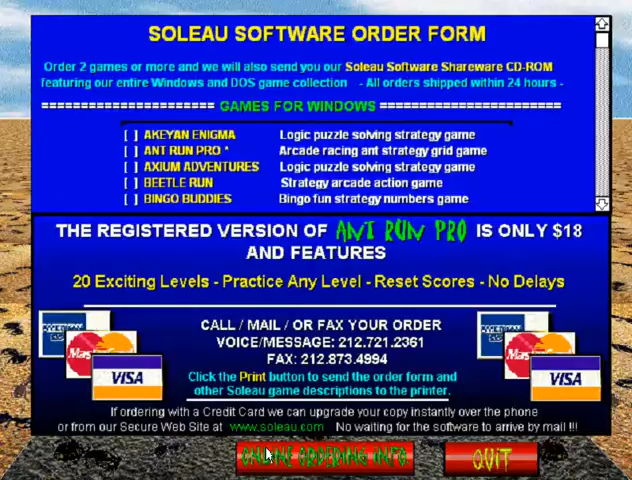 SOLEAU SOFTWARE ORDER FORM
Order 2 games or more and we will also send you our Soleau Software Shareware CD-ROM
featuring our entire Windows and DOS game collection - All orders shipped within 24 hours -
====================== GAMES FOR WINDOWS =======================
[ ] AKEYAN ENIGMA Logic puzzle solving strategy game
[ ] ANT RUN PRO * Arcade racing ant strategy grid game
[ ] AXIUM ADVENTURES Logic puzzle solving strategy game
[ ] BEETLE RUN Strategy arcade action game
[ ] BINGO BUDDIES Bingo fun strategy numbers game
THE REGISTERED VERSION OF ANT RUN PRO IS ONLY $18
AND FEATURES
20 Exciting Levels - Practice Any Level - Reset Scores - No Delays
CALL / MAIL / OR FAX YOUR ORDER
VOICE/MESSAGE: 212.721.2361
FAX: 212.873.4994
Click the Print button to send the order form and
other Soleau game descriptions to the printer.
VISA
VISA
If ordering with a Credit Card we can upgrade your copy instantly over the phone
or from our Secure Web Site at www.soleau.com No waiting for the software to arrive by mail !!!
ONLINE ORDERING INFO
QUIT